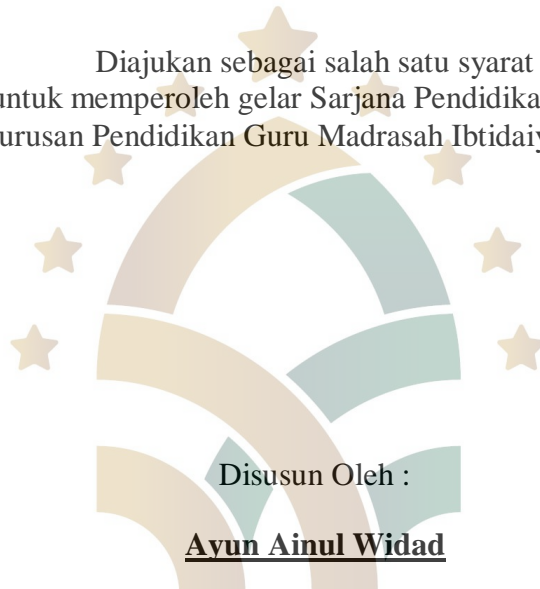 Diajukan sebagai salah satu syarat
untuk memperoleh gelar Sarjana Pendidika
urusan Pendidikan Guru Madrasah Ibtidaiy
Disusun Oleh :
Ayun Ainul Widad